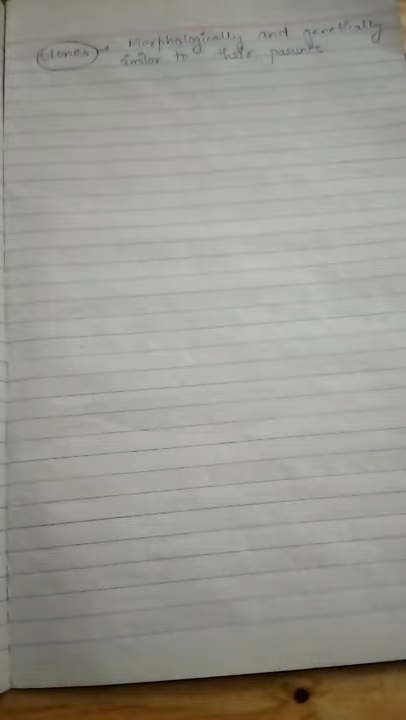 Clones → Morphologically and genetically
similar to their parents